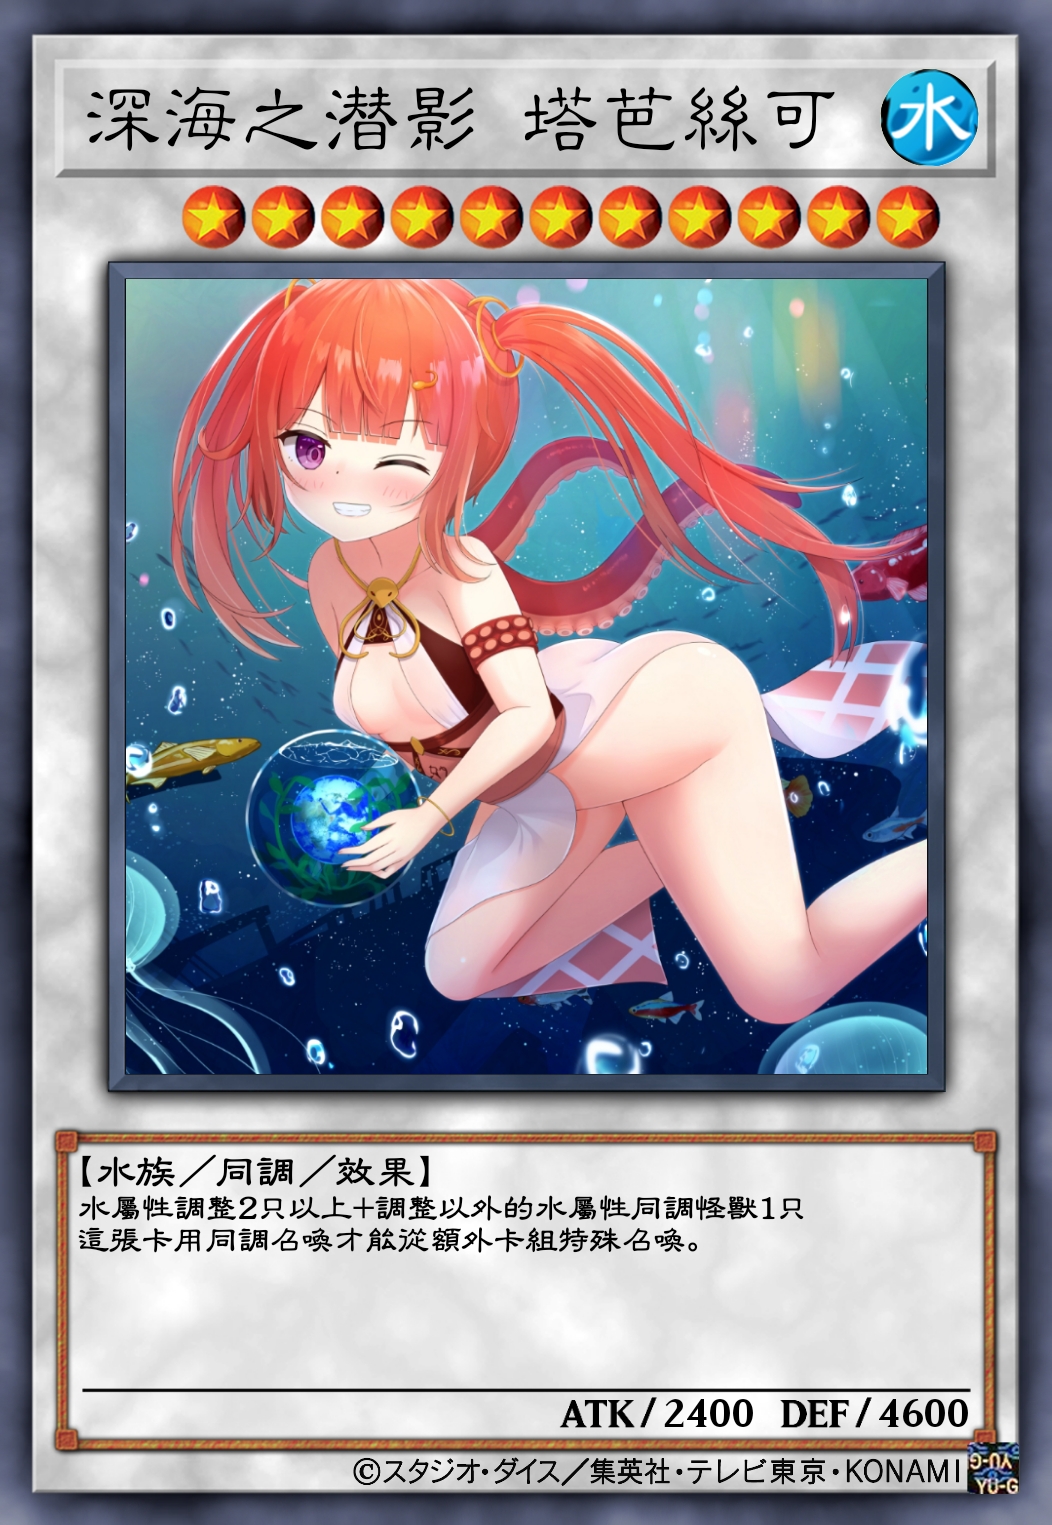 深海之潛影 塔芭絲可
水
【水族／同調／效果】
水屬性調整2只以上+調整以外的水屬性同調怪獸1只
這張卡用同調召喚才能從額外卡組特殊召喚。
ATK/2400 DEF/4600
©スタジオ・ダイス／集英社・テレビ東京・KONAMI